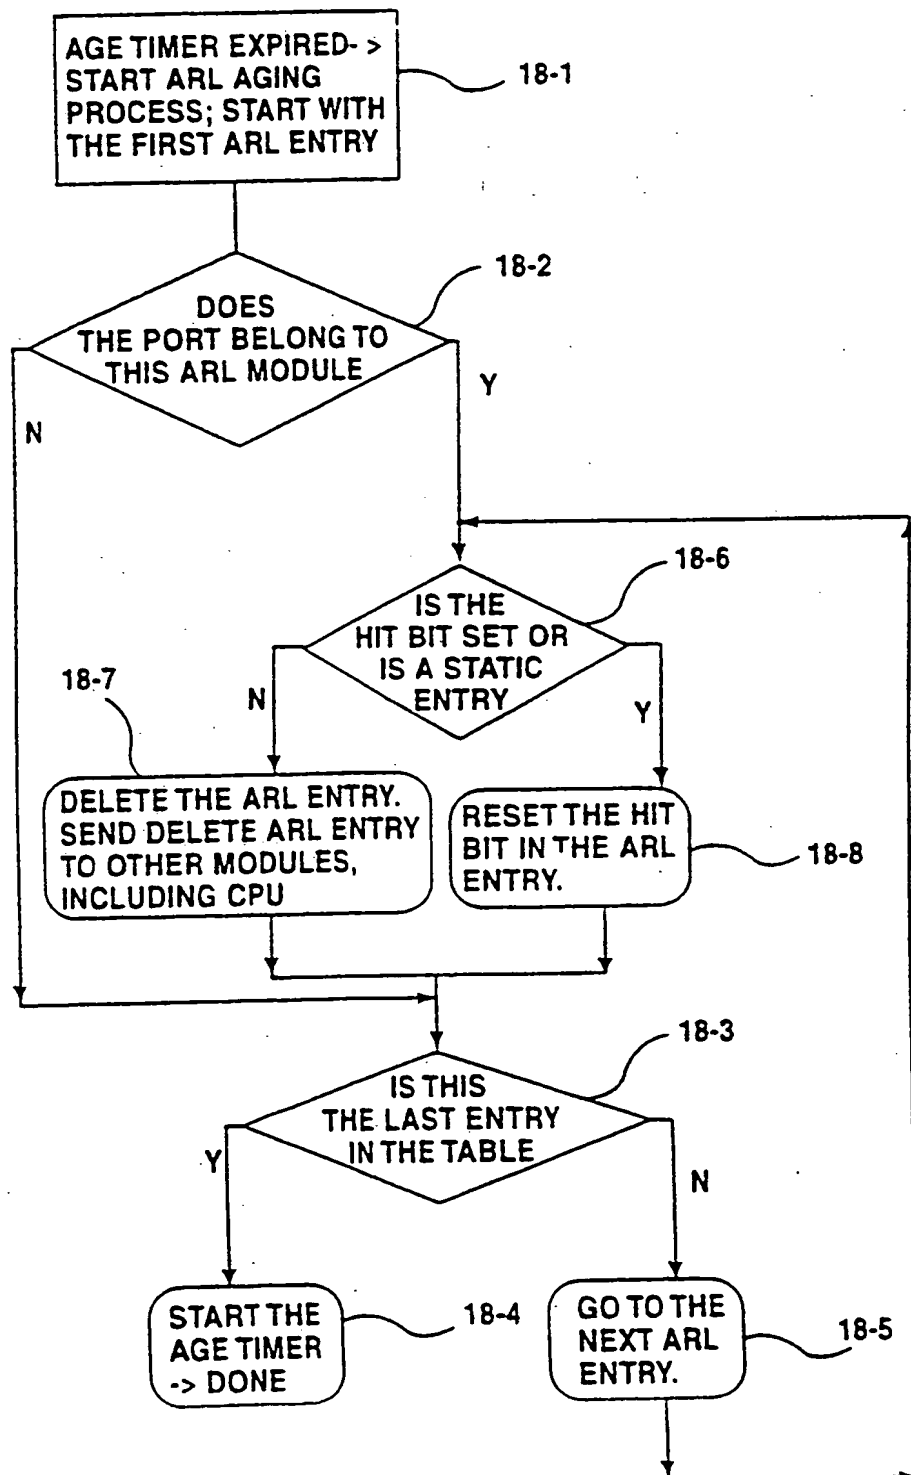 AGE TIMER EXPIRED- >
START ARL AGING
PROCESS; START WITH
THE FIRST ARL ENTRY
18-1
18-2
DOES
THE PORT BELONG TO
THIS ARL MODULE
N
Y
18-6
IS THE
HIT BIT SET OR
IS A STATIC
ENTRY
18-7
N
Y
DELETE THE ARL ENTRY.
SEND DELETE ARL ENTRY
TO OTHER MODULES,
INCLUDING CPU
RESET THE HIT
BIT IN THE ARL
ENTRY.
18-8
18-3
IS THIS
THE LAST ENTRY
IN THE TABLE
Y
N
START THE
AGE TIMER
-> DONE
18-4
GO TO THE
NEXT ARL
ENTRY.
18-5